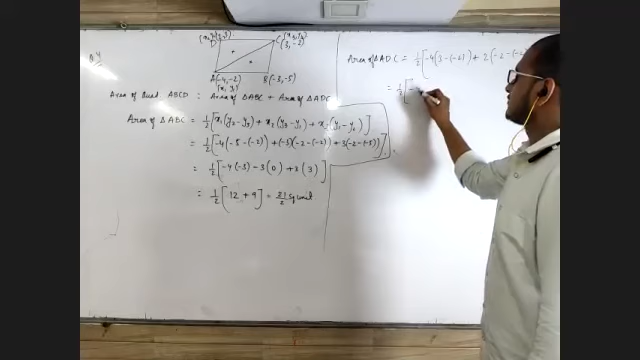 Q4
D
C (3, -2)
A(-4, -2)
(x₁ y₁)
B(-3, -5)
Area of Quad ABCD = Area of ΔABC + Area of ΔADC
Area of ΔABC = 1/2 [x₁(y₂-y₃) + x₂(y₃-y₁) + x₃(y₁-y₂)]
= 1/2 [-4(-5-(-2)) + (-3)(-2-(-2)) + 3(-2-(-5))]
= 1/2 [-4(-3) -3(0) + 3(3)]
= 1/2 [12 + 9] = 21/2 sq unit
Area of ΔADC = 1/2 [-4(3-(-2)) + 2(-2-(-2)
= 1/2 [-